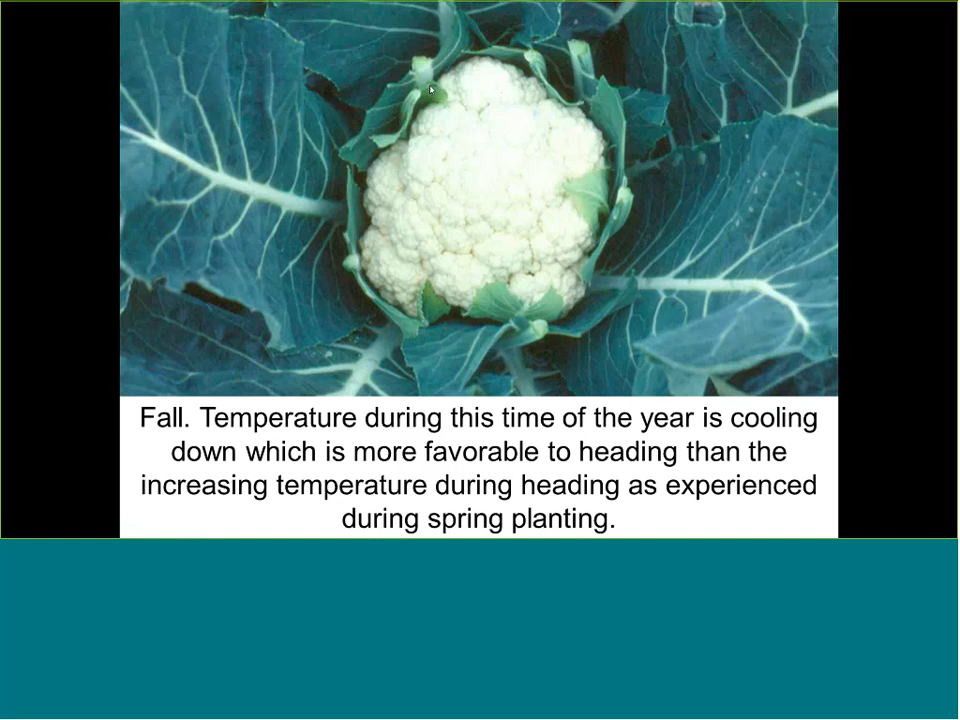 Fall. Temperature during this time of the year is cooling
down which is more favorable to heading than the
increasing temperature during heading as experienced
during spring planting.